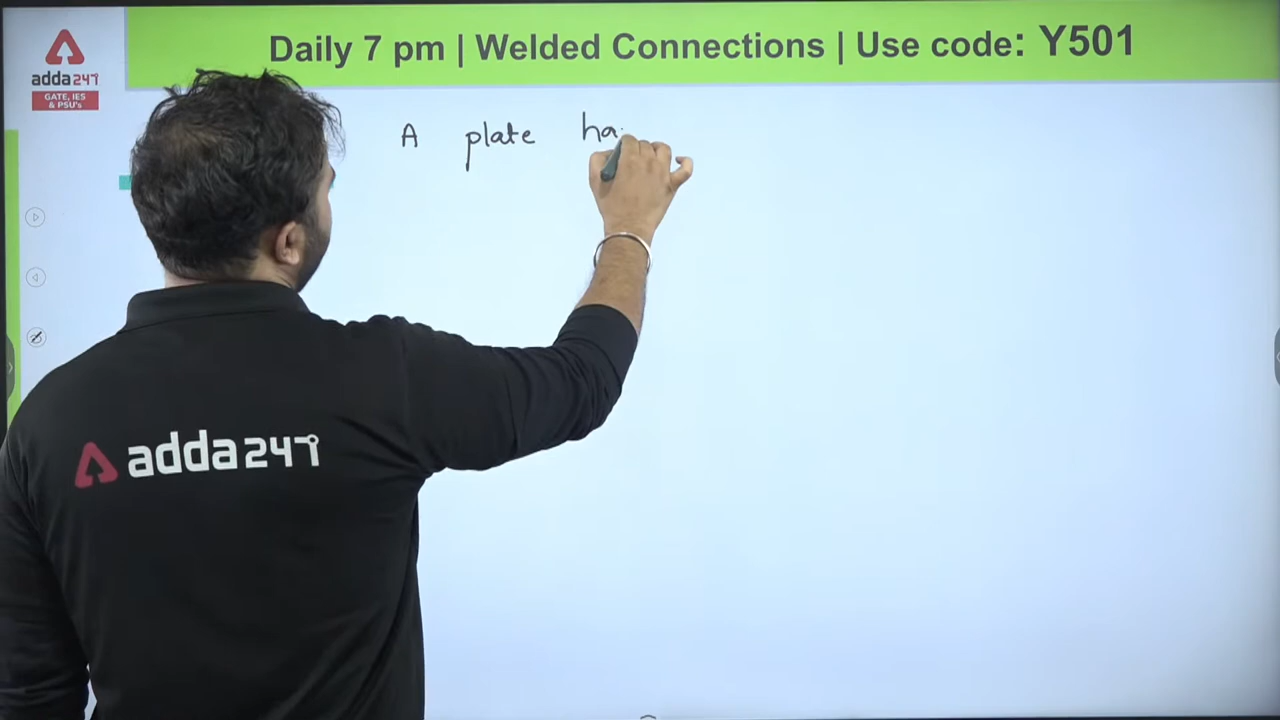 Daily 7 pm | Welded Connections | Use code: Y501
adda247
GATE, IES
& PSU's
A plate
adda247